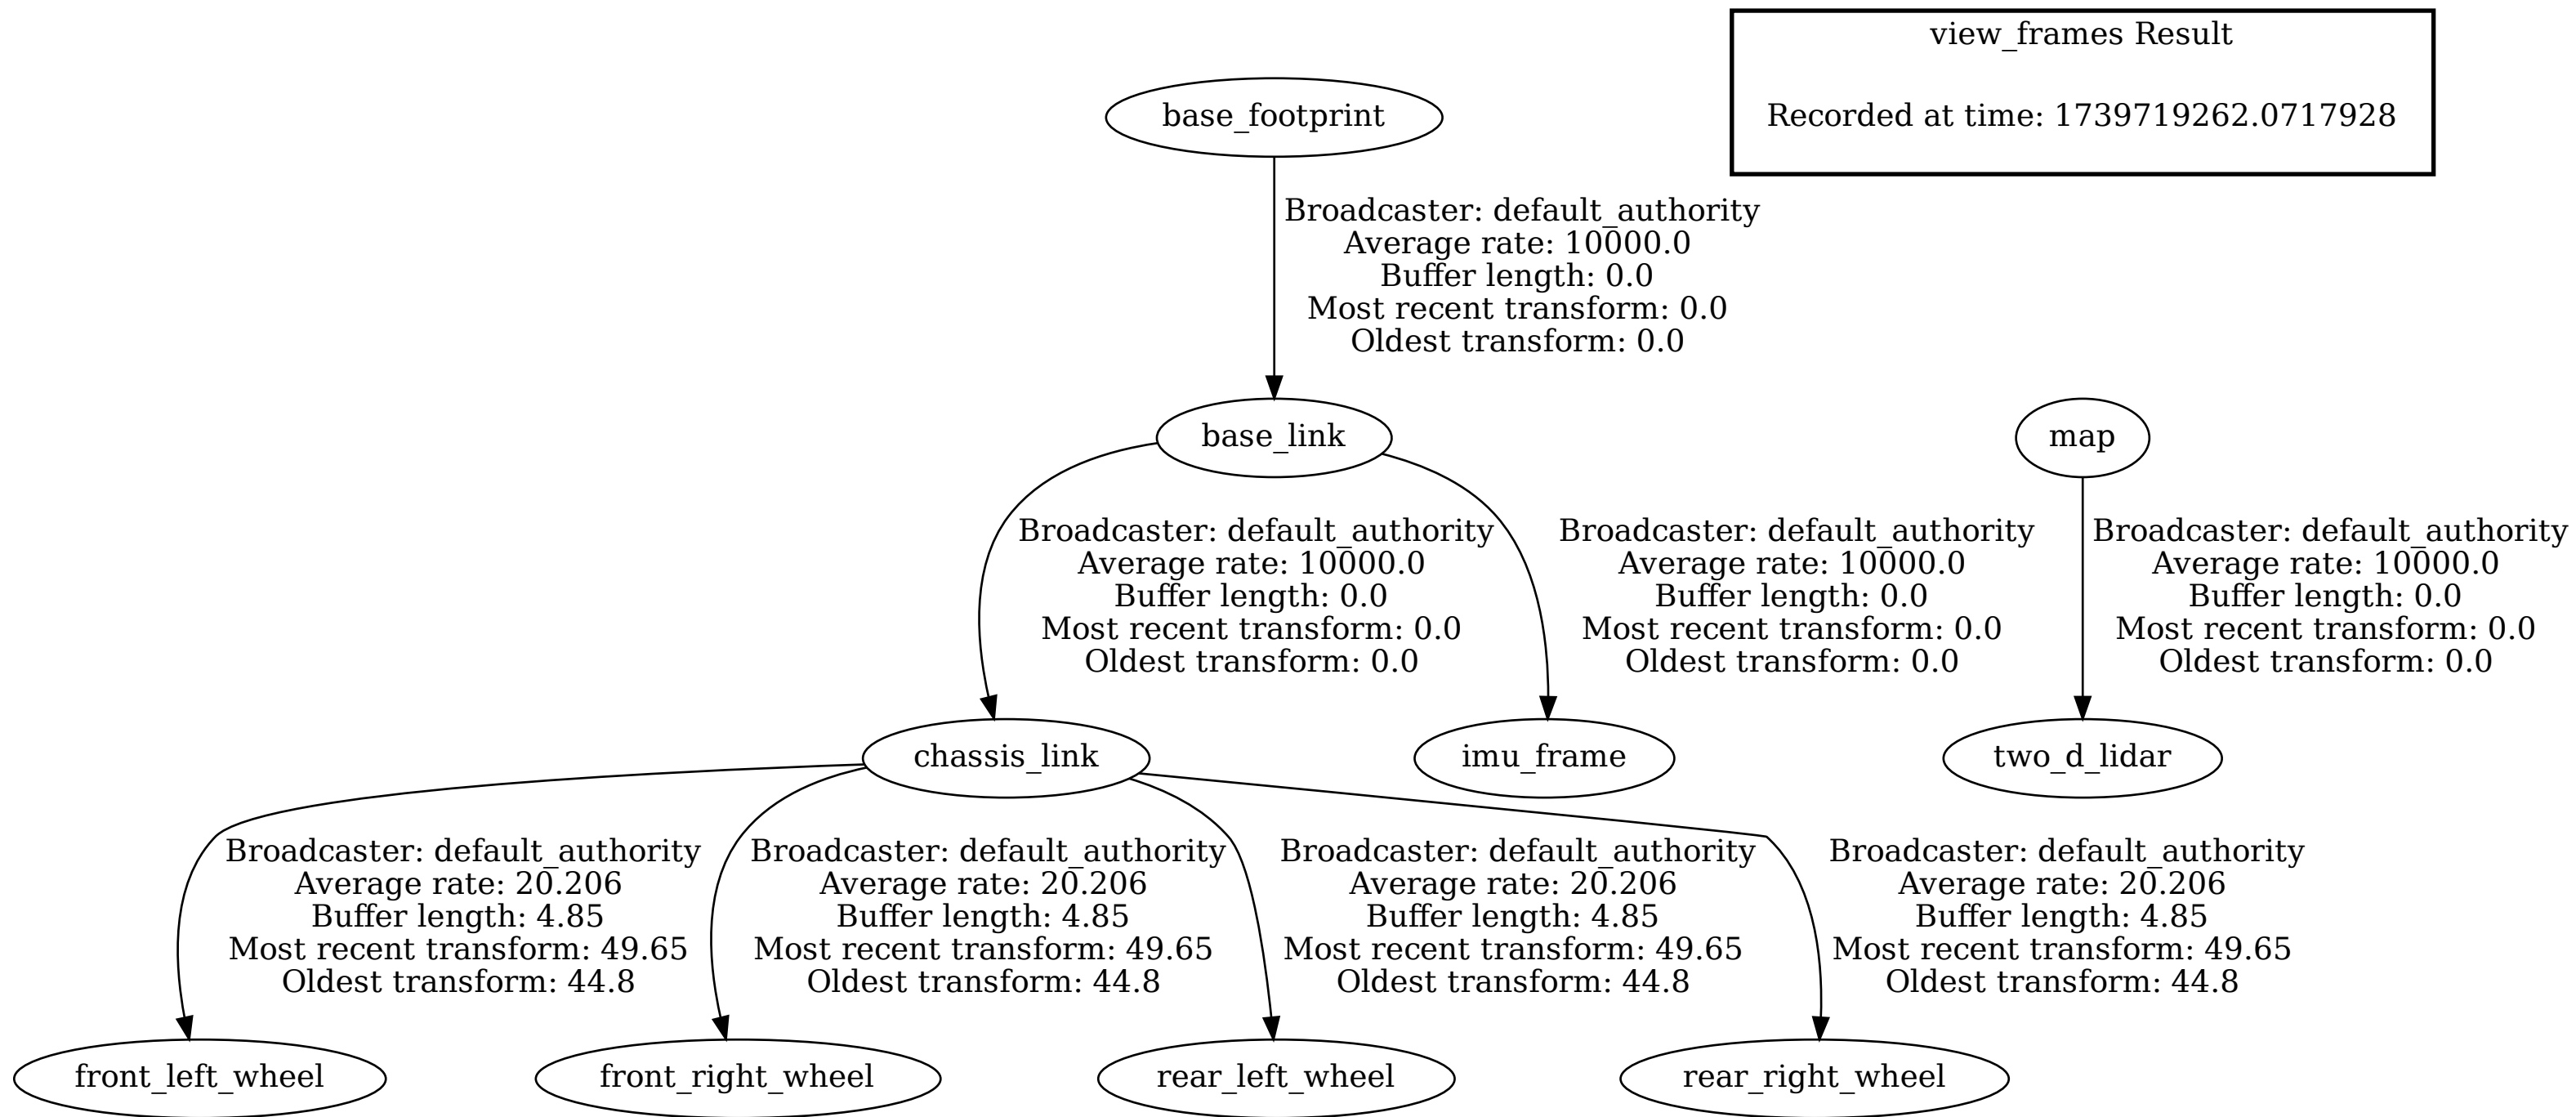 view_frames Result
Recorded at time: 1739719262.0717928
base_footprint
Broadcaster: default_authority
Average rate: 10000.0
Buffer length: 0.0
Most recent transform: 0.0
Oldest transform: 0.0
base_link
map
Broadcaster: default_authority
Average rate: 10000.0
Buffer length: 0.0
Most recent transform: 0.0
Oldest transform: 0.0
Broadcaster: default_authority
Average rate: 10000.0
Buffer length: 0.0
Most recent transform: 0.0
Oldest transform: 0.0
Broadcaster: default_authority
Average rate: 10000.0
Buffer length: 0.0
Most recent transform: 0.0
Oldest transform: 0.0
chassis_link
imu_frame
two_d_lidar
Broadcaster: default_authority
Average rate: 20.206
Buffer length: 4.85
Most recent transform: 49.65
Oldest transform: 44.8
Broadcaster: default_authority
Average rate: 20.206
Buffer length: 4.85
Most recent transform: 49.65
Oldest transform: 44.8
Broadcaster: default_authority
Average rate: 20.206
Buffer length: 4.85
Most recent transform: 49.65
Oldest transform: 44.8
Broadcaster: default_authority
Average rate: 20.206
Buffer length: 4.85
Most recent transform: 49.65
Oldest transform: 44.8
front_left_wheel
front_right_wheel
rear_left_wheel
rear_right_wheel